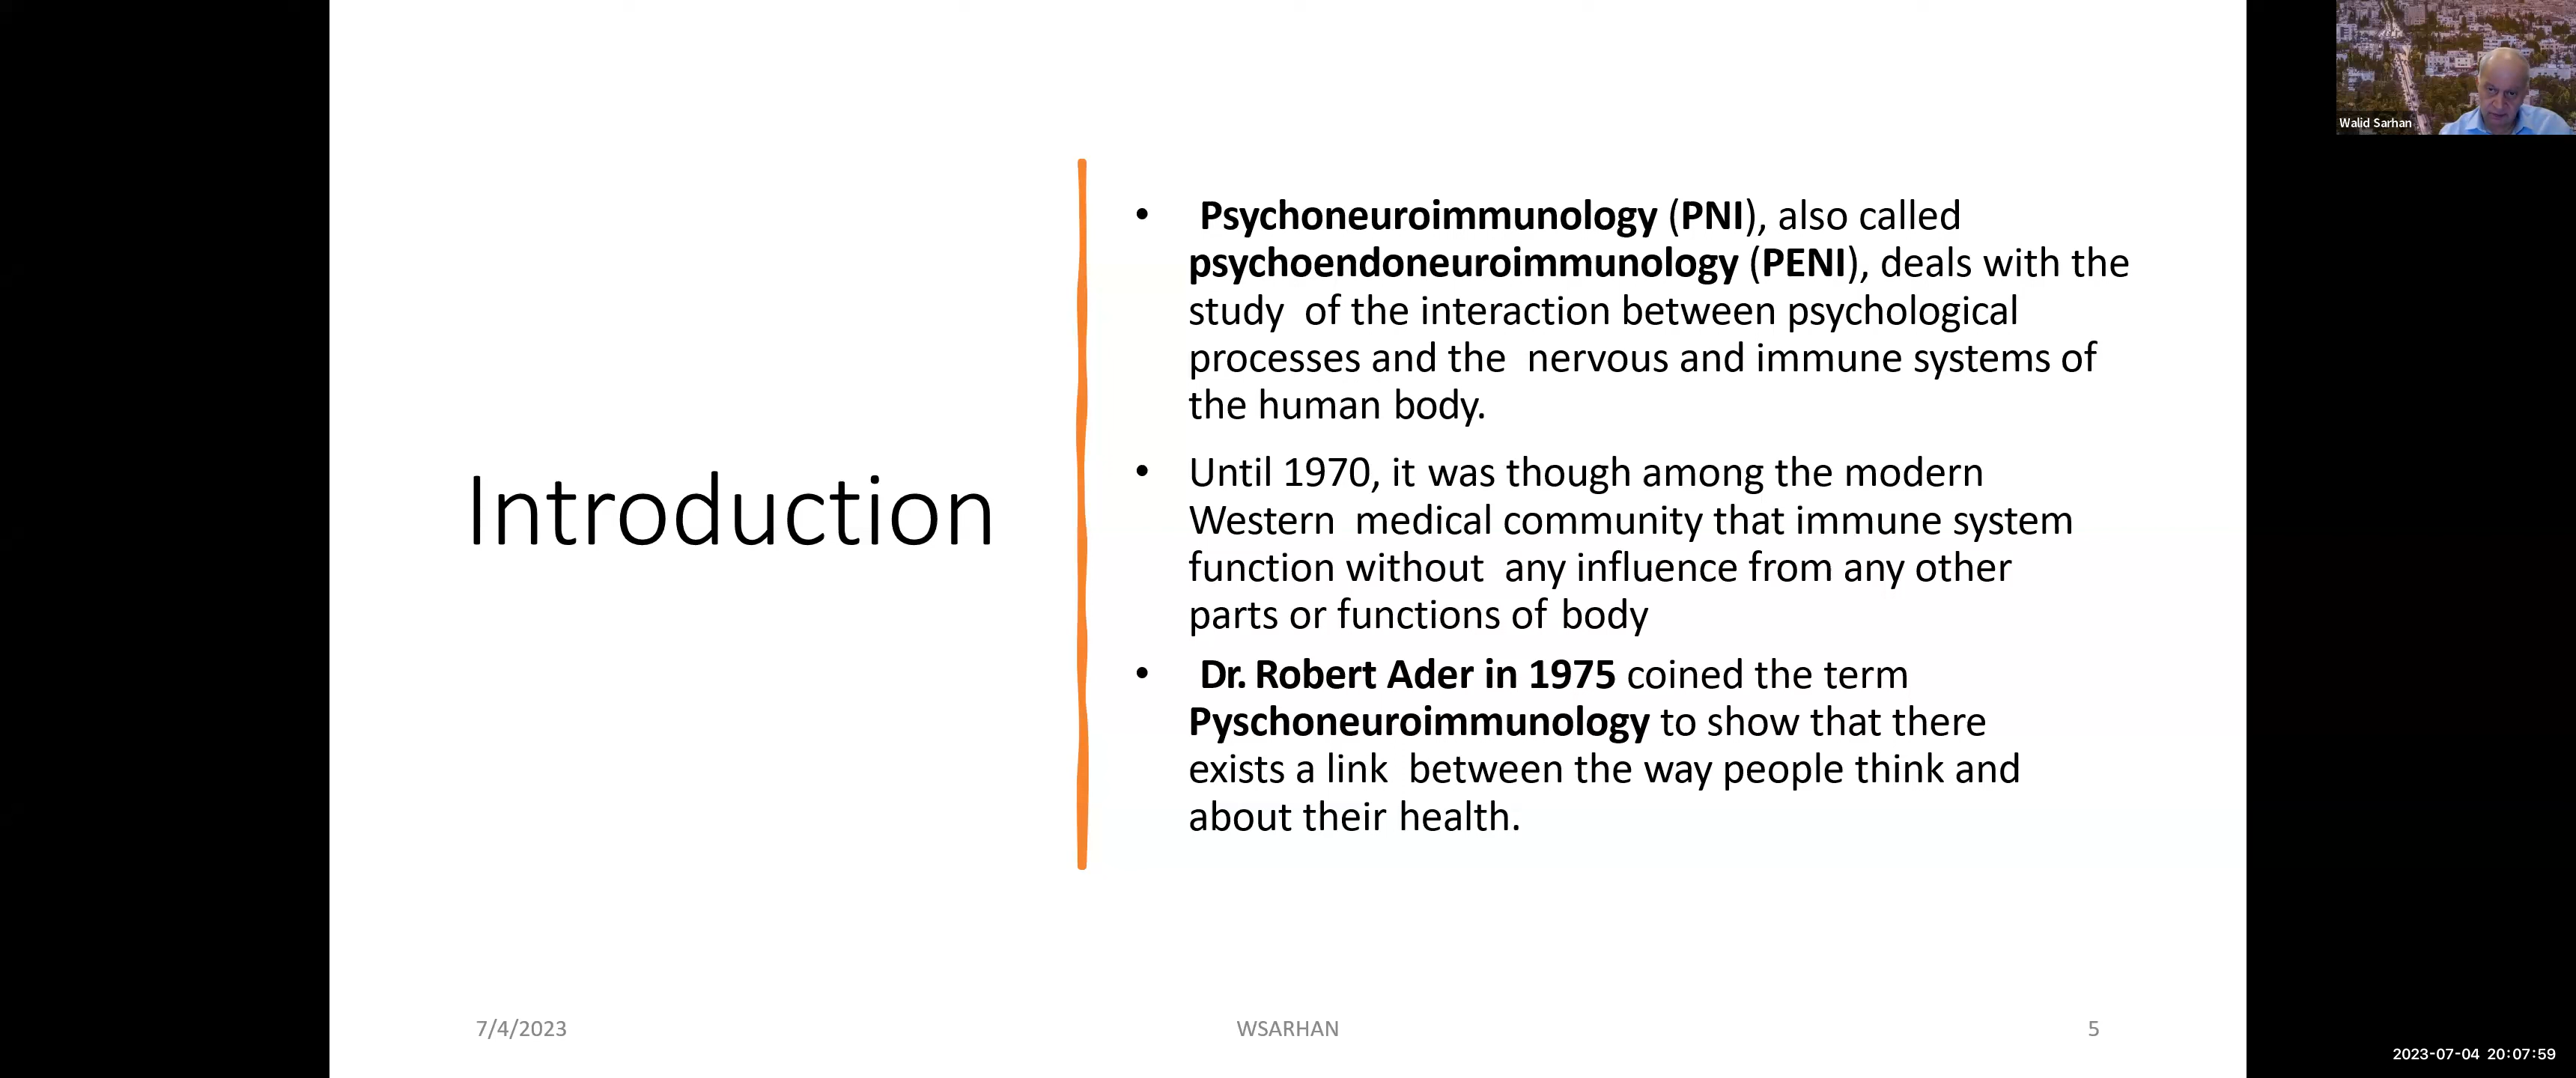 Walid Sarhan
Introduction
• Psychoneuroimmunology (PNI), also called
psychoendoneuroimmunology (PENI), deals with the
study of the interaction between psychological
processes and the nervous and immune systems of
the human body.
• Until 1970, it was though among the modern
Western medical community that immune system
function without any influence from any other
parts or functions of body
• Dr. Robert Ader in 1975 coined the term
Pyschoneuroimmunology to show that there
exists a link between the way people think and
about their health.
7/4/2023
WSARHAN
5
2023-07-04 20:07:59